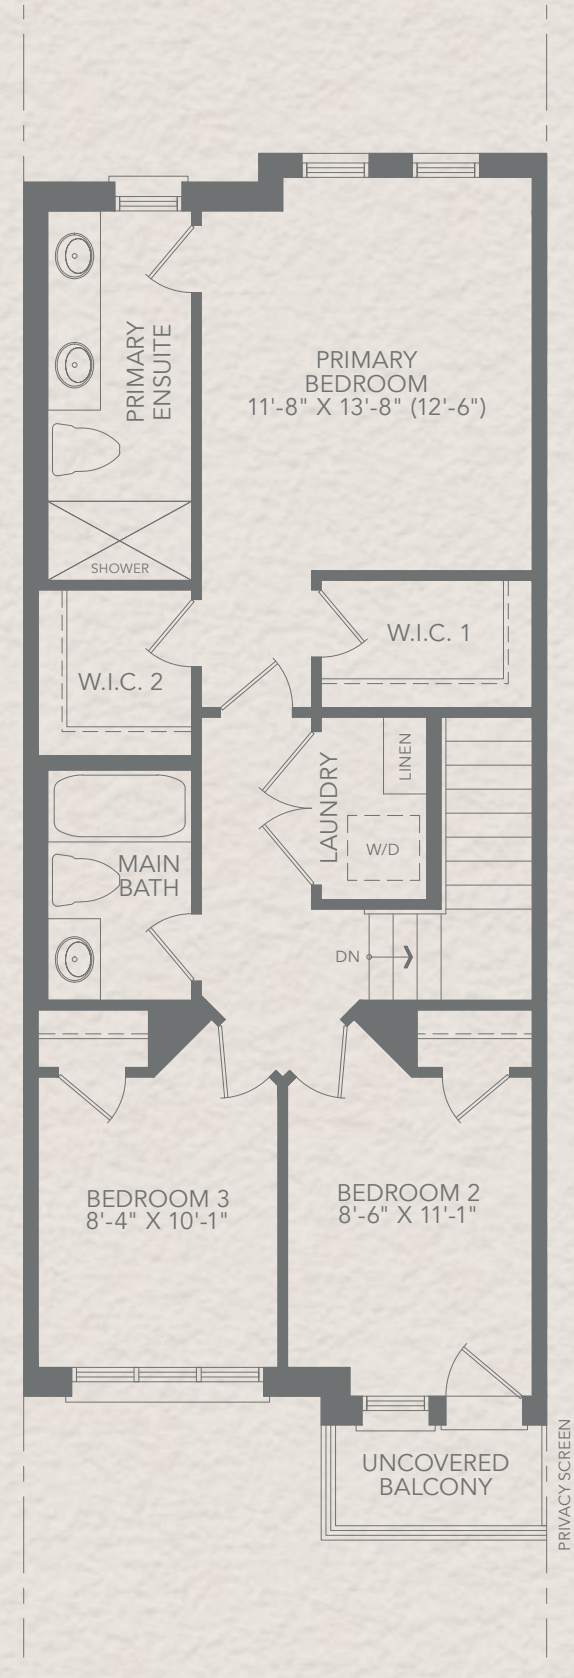 PRIMARY
ENSUITE
PRIMARY
BEDROOM
11'-8" X 13'-8" (12'-6")
SHOWER
W.I.C. 1
W.I.C. 2
LINEN
LAUNDRY
W/D
MAIN
BATH
DN
BEDROOM 3
8'-4" X 10'-1"
BEDROOM 2
8'-6" X 11'-1"
UNCOVERED
BALCONY
PRIVACY SCREEN